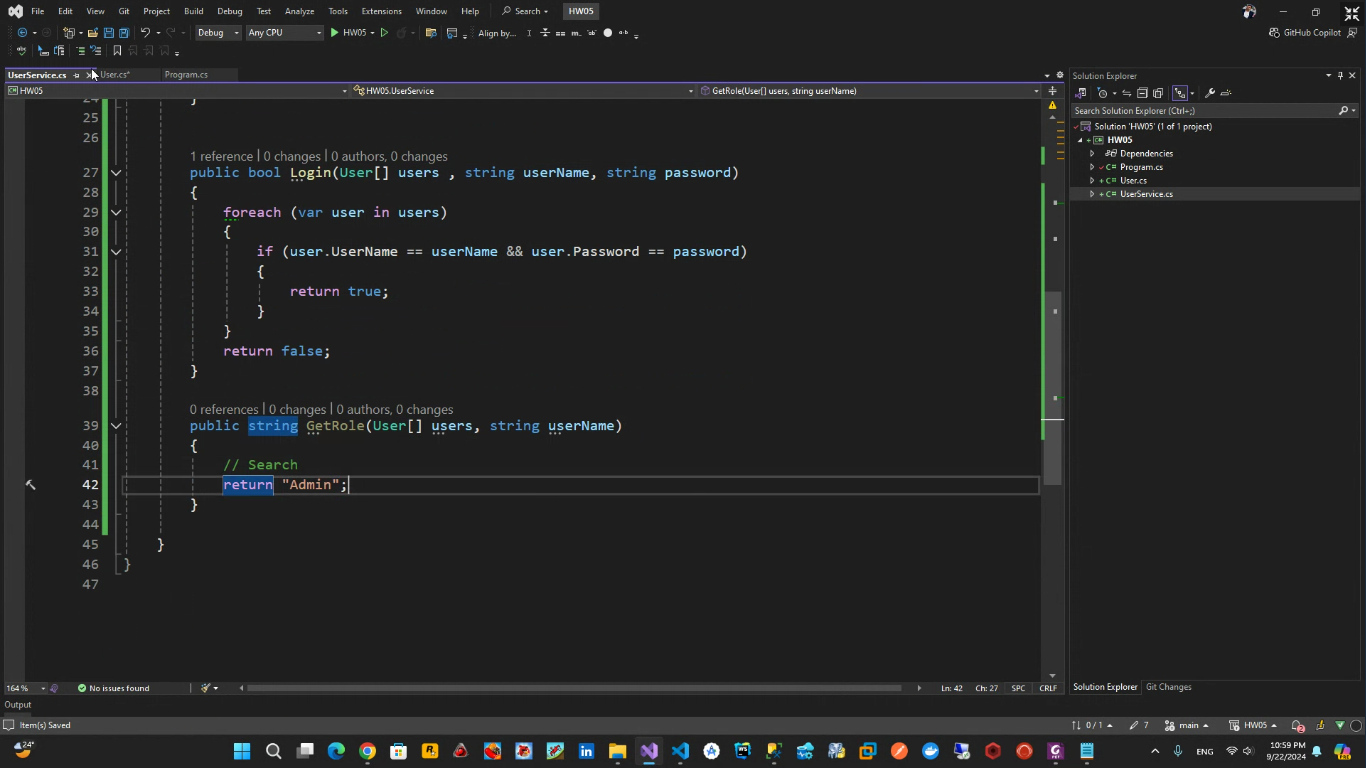 File Edit View Git Project Build Debug Test Analyze Tools Extensions Window Help Search HW05
Debug Any CPU HW05 Align by... GitHub Copilot
UserService.cs User.cs* Program.cs
HW05 HW05.UserService GetRole(User[] users, string userName)
24 }
25
26
1 reference | 0 changes | 0 authors, 0 changes
27 public bool Login(User[] users , string userName, string password)
28 {
29 foreach (var user in users)
30 {
31 if (user.UserName == userName && user.Password == password)
32 {
33 return true;
34 }
35 }
36 return false;
37 }
38
0 references | 0 changes | 0 authors, 0 changes
39 public string GetRole(User[] users, string userName)
40 {
41 // Search
42 return "Admin";
43 }
44
45 }
46 }
47
164 % No issues found Ln: 42 Ch: 27 SPC CRLF
Output
Item(s) Saved
Solution Explorer
Search Solution Explorer (Ctrl+;)
Solution 'HW05' (1 of 1 project)
HW05
Dependencies
Program.cs
User.cs
UserService.cs
Solution Explorer Git Changes
0 / 1 7 main HW05 2
24° ENG 10:59 PM
9/22/2024